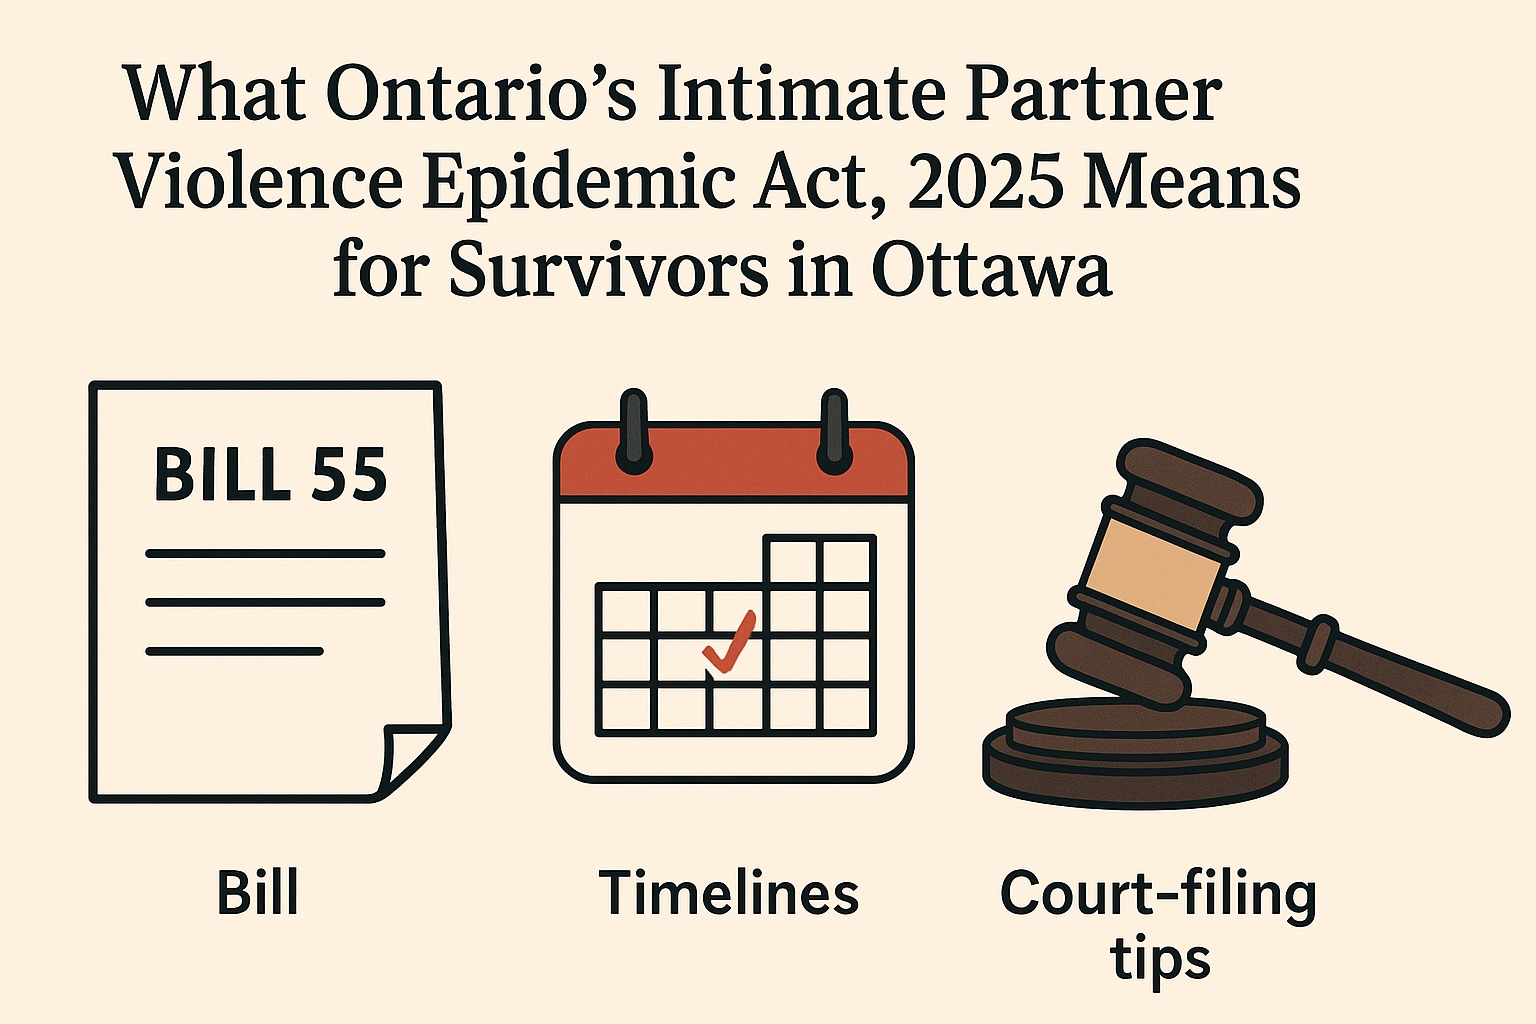 What Ontario’s Intimate Partner
Violence Epidemic Act, 2025 Means
for Survivors in Ottawa
BILL 55
Bill
Timelines
Court-filing
tips